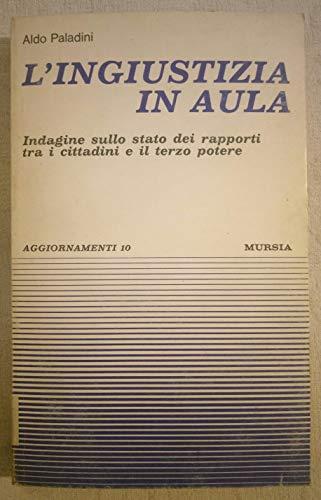 Aldo Paladini
L'INGIUSTIZIA
IN AULA
Indagine sullo stato dei rapporti
tra i cittadini e il terzo potere
AGGIORNAMENTI 10 MURSIA